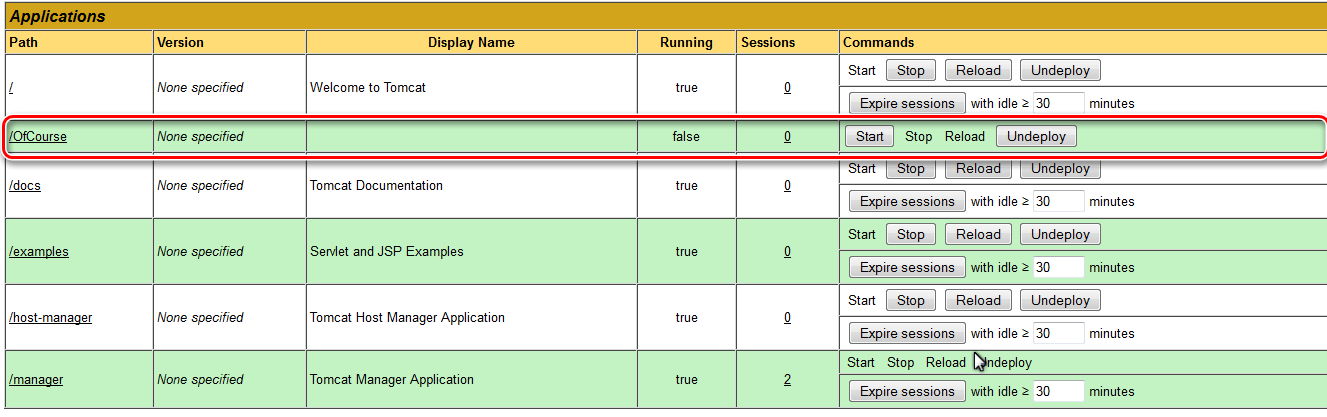 Applications
Path Version Display Name Running Sessions Commands
/ None specified Welcome to Tomcat true 0 Start Stop Reload Undeploy
Expire sessions with idle ≥ 30 minutes
/OfCourse None specified false 0 Start Stop Reload Undeploy
/docs None specified Tomcat Documentation true 0 Start Stop Reload Undeploy
Expire sessions with idle ≥ 30 minutes
/examples None specified Servlet and JSP Examples true 0 Start Stop Reload Undeploy
Expire sessions with idle ≥ 30 minutes
/host-manager None specified Tomcat Host Manager Application true 0 Start Stop Reload Undeploy
Expire sessions with idle ≥ 30 minutes
/manager None specified Tomcat Manager Application true 2 Start Stop Reload Undeploy
Expire sessions with idle ≥ 30 minutes